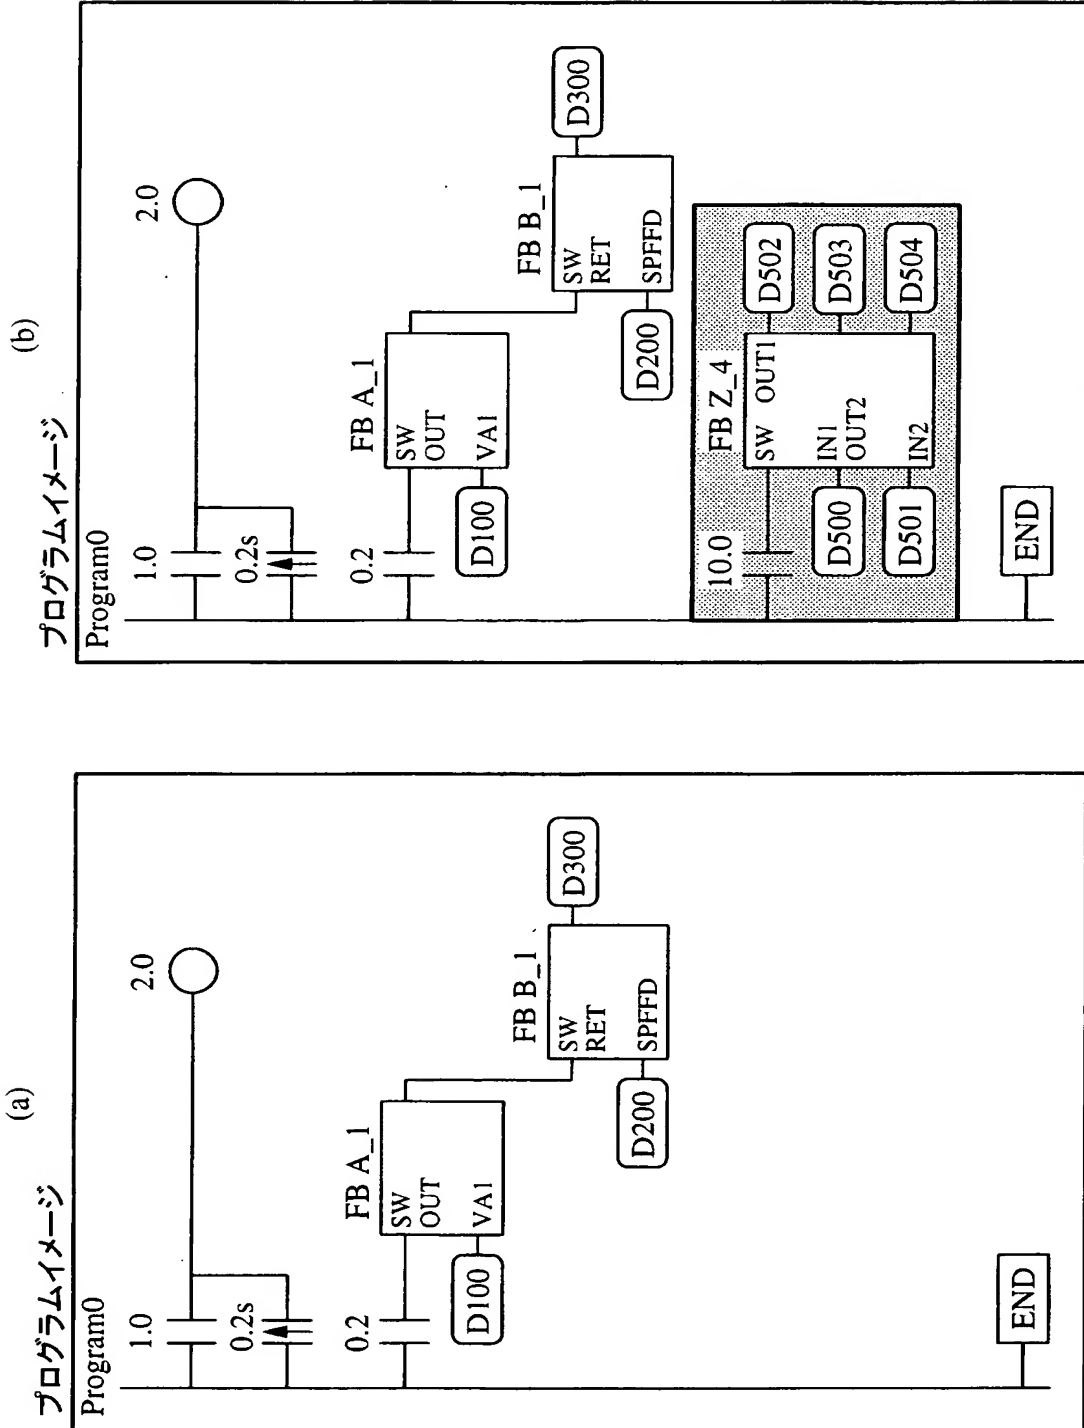 (a)
プログラムイメージ
Program0
1.0
2.0
0.2s
0.2
FB A_1
SW
OUT
VA1
D100
FB B_1
SW
RET
SPFFD
D200
D300
END
(b)
プログラムイメージ
Program0
1.0
2.0
0.2s
0.2
FB A_1
SW
OUT
VA1
D100
FB B_1
SW
RET
SPFFD
D200
D300
10.0
FB Z_4
SW OUT1
IN1
OUT2
IN2
D500
D501
D502
D503
D504
END